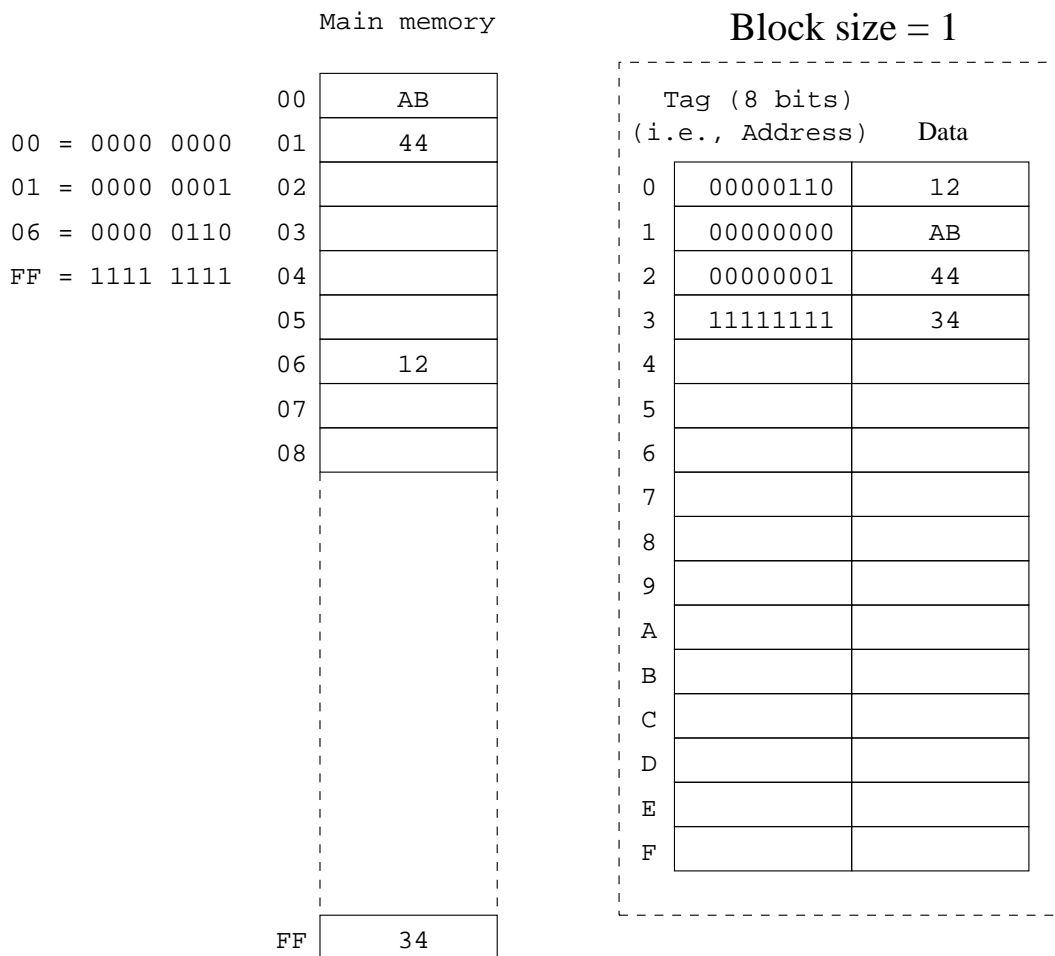 Main memory
Block size = 1
00 AB
00 = 0000 0000 01 44
01 = 0000 0001 02
06 = 0000 0110 03
FF = 1111 1111 04
05
06 12
07
08
FF 34
Tag (8 bits)
(i.e., Address) Data
0 00000110 12
1 00000000 AB
2 00000001 44
3 11111111 34
4
5
6
7
8
9
A
B
C
D
E
F